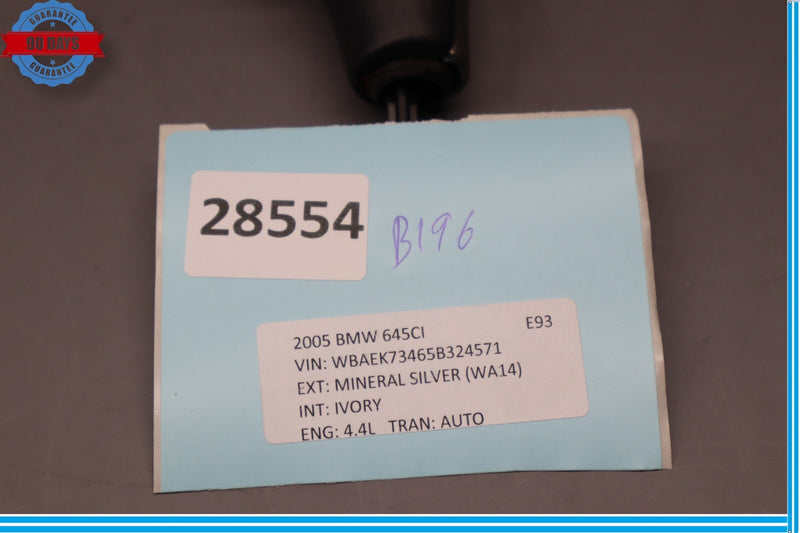 GUARANTEE
90 DAYS
GUARANTEE
28554
B196
2005 BMW 645CI E93
VIN: WBAEK73465B324571
EXT: MINERAL SILVER (WA14)
INT: IVORY
ENG: 4.4L TRAN: AUTO